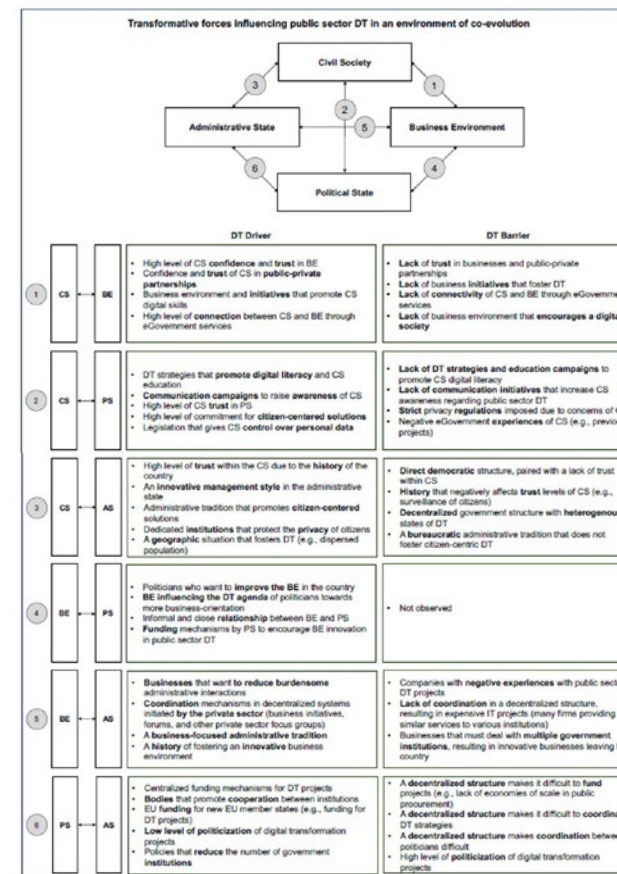 Transformative forces influencing public sector DT in an environment of co-evolution
Civil Society
3
1
2
Administrative State
5
Business Environment
6
4
Political State
DT Driver
DT Barrier
1
CS
BE
• High level of CS confidence and trust in BE
• Confidence and trust of CS in public-private
partnerships
• Business environment and initiatives that promote CS
digital skills
• High level of connection between CS and BE through
eGovernment services
• Lack of trust in businesses and public-private
partnerships
• Lack of business initiatives that foster DT
• Lack of connectivity of CS and BE through eGovernme
services
• Lack of business environment that encourages a digita
society
2
CS
PS
• DT strategies that promote digital literacy and CS
education
• Communication campaigns to raise awareness of CS
• High level of CS trust in PS
• High level of commitment for citizen-centered solutions
• Legislation that gives CS control over personal data
• Lack of DT strategies and education campaigns to
promote CS digital literacy
• Lack of communication initiatives that increase CS
awareness regarding public sector DT
• Strict privacy regulations imposed due to concerns of
• Negative eGovernment experiences of CS (e.g., previo
projects)
3
CS
AS
• High level of trust within the CS due to the history of the
country
• An innovative management style in the administrative
state
• Administrative tradition that promotes citizen-centered
solutions
• Dedicated institutions that protect the privacy of citizens
• A geographic situation that fosters DT (e.g., dispersed
population)
• Direct democratic structure, paired with a lack of trust
within CS
• History that negatively affects trust levels of CS (e.g.,
surveillance of citizens)
• Decentralized government structure with heterogenou
states of DT
• A bureaucratic administrative tradition that does not
foster citizen-centric DT
4
BE
PS
• Politicians who want to improve the BE in the country
• BE influencing the DT agenda of politicians towards
more business-orientation
• Informal and close relationship between BE and PS
• Funding mechanisms by PS to encourage BE innovation
in public sector DT
• Not observed
5
BE
AS
• Businesses that want to reduce burdensome
administrative interactions
• Coordination mechanisms in decentralized systems
initiated by the private sector (business initiatives,
forums, and other private sector focus groups)
• A business-focused administrative tradition
• A history of fostering an innovative business
environment
• Companies with negative experiences with public secto
DT projects
• Lack of coordination in a decentralized structure,
resulting in expensive IT projects (many firms providing
similar services to various institutions)
• Businesses that must deal with multiple government
institutions, resulting in innovative businesses leaving
country
6
PS
AS
• Centralized funding mechanisms for DT projects
• Bodies that promote cooperation between institutions
• EU funding for new EU member states (e.g., funding for
DT projects)
• Low level of politicization of digital transformation
projects
• Policies that reduce the number of government
institutions
• A decentralized structure makes it difficult to fund
projects (e.g., lack of economies of scale in public
procurement)
• A decentralized structure makes it difficult to coordina
DT strategies
• A decentralized structure makes coordination betwee
politicians difficult
• High level of politicization of digital transformation
projects